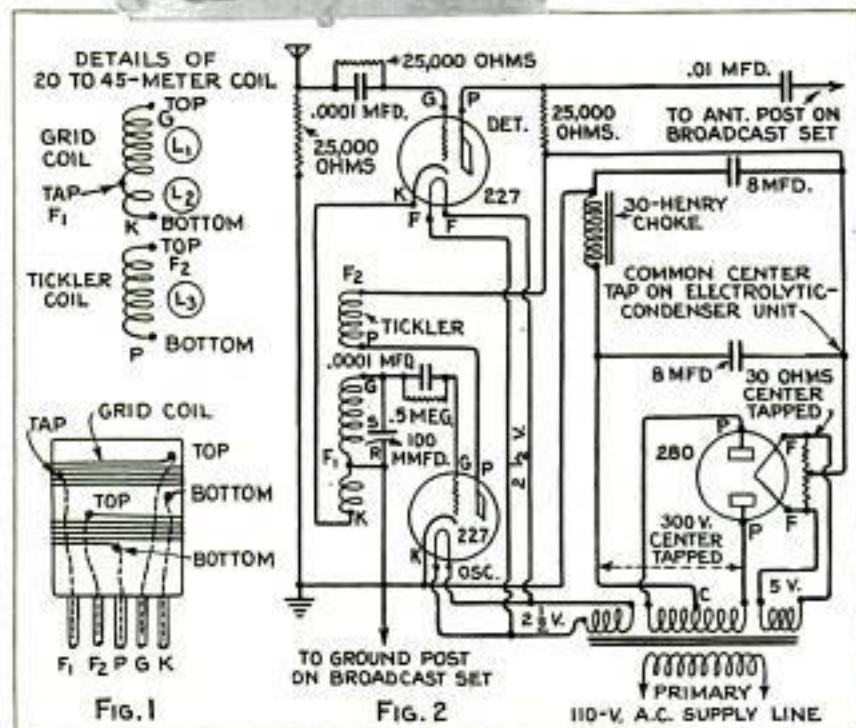 DETAILS OF
20 TO 45-METER COIL
TOP
G
GRID
COIL
L1
TAP
F1
L2
K
BOTTOM
TOP
F2
TICKLER
COIL
L3
P
BOTTOM
GRID COIL
TAP
TOP
TOP
BOTTOM
BOTTOM
F1 F2 P G K
FIG. 1
25,000 OHMS
.0001 MFD.
G P
DET.
25,000
OHMS
K
F F
227
.01 MFD.
TO ANT. POST ON
BROADCAST SET
25,000
OHMS.
8 MFD.
30-HENRY
CHOKE
COMMON CENTER
TAP ON ELECTROLYTIC-
CONDENSER UNIT
F2
TICKLER
P
.0001 MFD
G
S
.5 MEG.
R
100
MMFD.
F1
K
G P
2 1/2 V.
227
K
OSC.
8 MFD
30 OHMS
CENTER
TAPPED
P
280
F
F
P
300 V.
CENTER
TAPPED
C
5 V.
2 1/2 V.
TO GROUND POST
ON BROADCAST SET
PRIMARY
110-V. A.C. SUPPLY LINE
FIG. 2